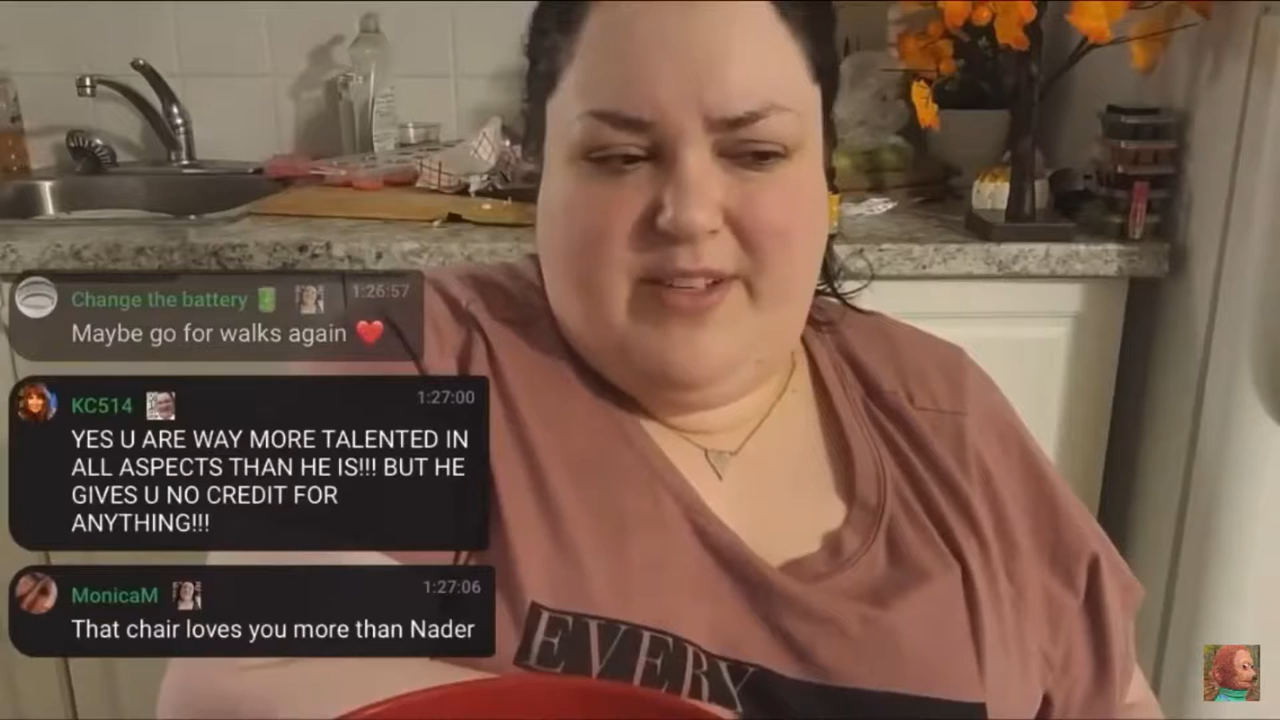 Change the battery 1:26:57
Maybe go for walks again
KC514 1:27:00
YES U ARE WAY MORE TALENTED IN
ALL ASPECTS THAN HE IS!!! BUT HE
GIVES U NO CREDIT FOR
ANYTHING!!!
MonicaM 1:27:06
That chair loves you more than Nader
EVERY